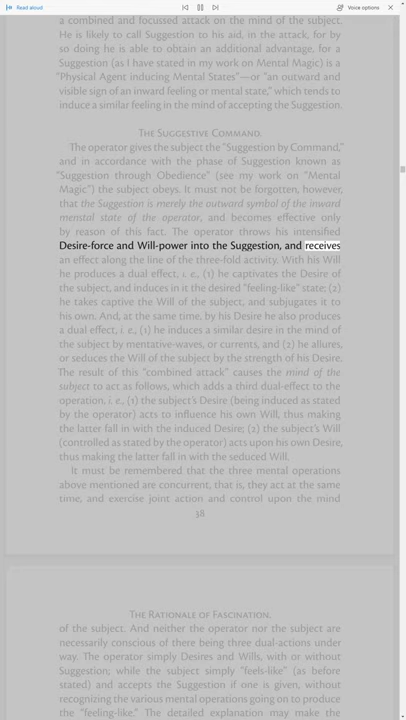 Read aloud
Voice options
a combined and focussed attack on the mind of the subject.
He is likely to call Suggestion to his aid, in the attack, for by
so doing he is able to obtain an additional advantage, for a
Suggestion (as I have stated in my work on Mental Magic) is a
"Physical Agent inducing Mental States"—or "an outward and
visible sign of an inward feeling or mental state," which tends to
induce a similar feeling in the mind of accepting the Suggestion.
The Suggestive Command.
The operator gives the subject the "Suggestion by Command,"
and in accordance with the phase of Suggestion known as
"Suggestion through Obedience" (see my work on "Mental
Magic") the subject obeys. It must not be forgotten, however,
that the Suggestion is merely the outward symbol of the inward
menstal state of the operator, and becomes effective only
by reason of this fact. The operator throws his intensified
Desire-force and Will-power into the Suggestion, and receives
an effect along the line of the three-fold activity. With his Will
he produces a dual effect, i. e., (1) he captivates the Desire of
the subject, and induces in it the desired "feeling-like" state; (2)
he takes captive the Will of the subject, and subjugates it to
his own. And, at the same time, by his Desire he also produces
a dual effect, i. e., (1) he induces a similar desire in the mind of
the subject by mentative-waves, or currents, and (2) he allures,
or seduces the Will of the subject by the strength of his Desire.
The result of this "combined attack" causes the mind of the
subject to act as follows, which adds a third dual-effect to the
operation, i. e., (1) the subject's Desire (being induced as stated
by the operator) acts to influence his own Will, thus making
the latter fall in with the induced Desire; (2) the subject's Will
(controlled as stated by the operator) acts upon his own Desire,
thus making the latter fall in with the seduced Will.
It must be remembered that the three mental operations
above mentioned are concurrent, that is, they act at the same
time, and exercise joint action and control upon the mind
38
The Rationale of Fascination.
of the subject. And neither the operator nor the subject are
necessarily conscious of there being three dual-actions under
way. The operator simply Desires and Wills, with or without
Suggestion; while the subject simply "feels-like" (as before
stated) and accepts the Suggestion if one is given, without
recognizing the various mental operations going on to produce
the "feeling-like." The detailed explanation may make the